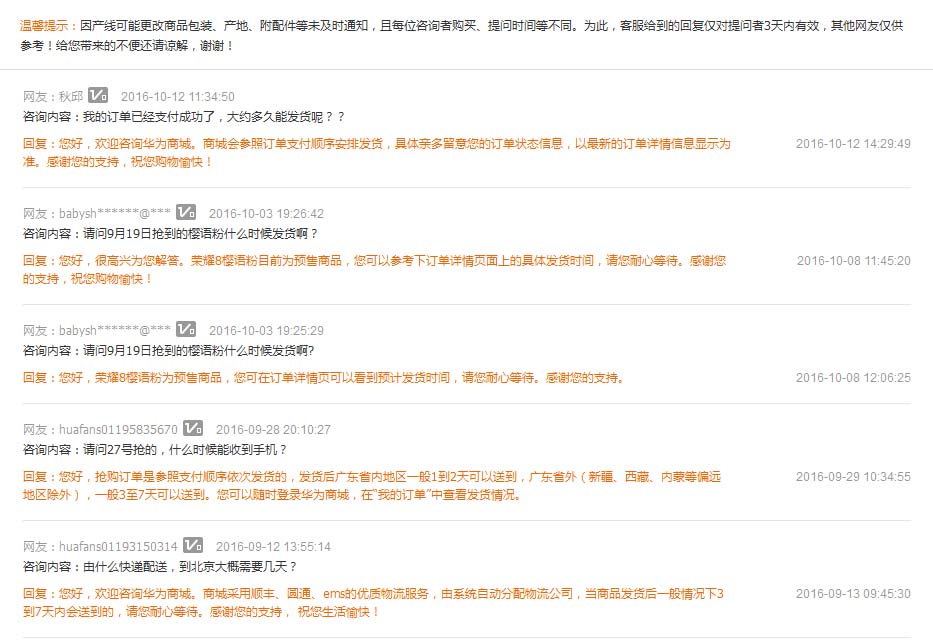 温馨提示：因产线可能更改商品包装、产地、附配件等未及时通知，且每位咨询者购买、提问时间等不同。为此，客服给到的回复仅对提问者3天内有效，其他网友仅供
参考！给您带来的不便还请谅解，谢谢！
网友：秋邱 V0 2016-10-12 11:34:50
咨询内容：我的订单已经支付成功了，大约多久能发货呢？？
回复：您好，欢迎咨询华为商城。商城会参照订单支付顺序安排发货，具体亲多留意您的订单状态信息，以最新的订单详情信息显示为 2016-10-12 14:29:49
准。感谢您的支持，祝您购物愉快！
网友：babysh******@*** V0 2016-10-03 19:26:42
咨询内容：请问9月19日抢到的樱语粉什么时候发货啊？
回复：您好，很高兴为您解答。荣耀8樱语粉目前为预售商品，您可以参考下订单详情页面上的具体发货时间，请您耐心等待。感谢您 2016-10-08 11:45:20
的支持，祝您购物愉快！
网友：babysh******@*** V0 2016-10-03 19:25:29
咨询内容：请问9月19日抢到的樱语粉什么时候发货啊?
回复：您好，荣耀8樱语粉为预售商品，您可在订单详情页可以看到预计发货时间，请您耐心等待。感谢您的支持。 2016-10-08 12:06:25
网友：huafans01195835670 V0 2016-09-28 20:10:27
咨询内容：请问27号抢的，什么时候能收到手机？
回复：您好，抢购订单是参照支付顺序依次发货的，发货后广东省内地区一般1到2天可以送到，广东省外（新疆、西藏、内蒙等偏远 2016-09-29 10:34:55
地区除外），一般3至7天可以送到。您可以随时登录华为商城，在“我的订单”中查看发货情况。
网友：huafans01193150314 V0 2016-09-12 13:55:14
咨询内容：由什么快递配送，到北京大概需要几天？
回复：您好，欢迎咨询华为商城。商城采用顺丰、圆通、ems的优质物流服务，由系统自动分配物流公司，当商品发货后一般情况下3 2016-09-13 09:45:30
到7天内会送到的，请您耐心等待。感谢您的支持， 祝您生活愉快！